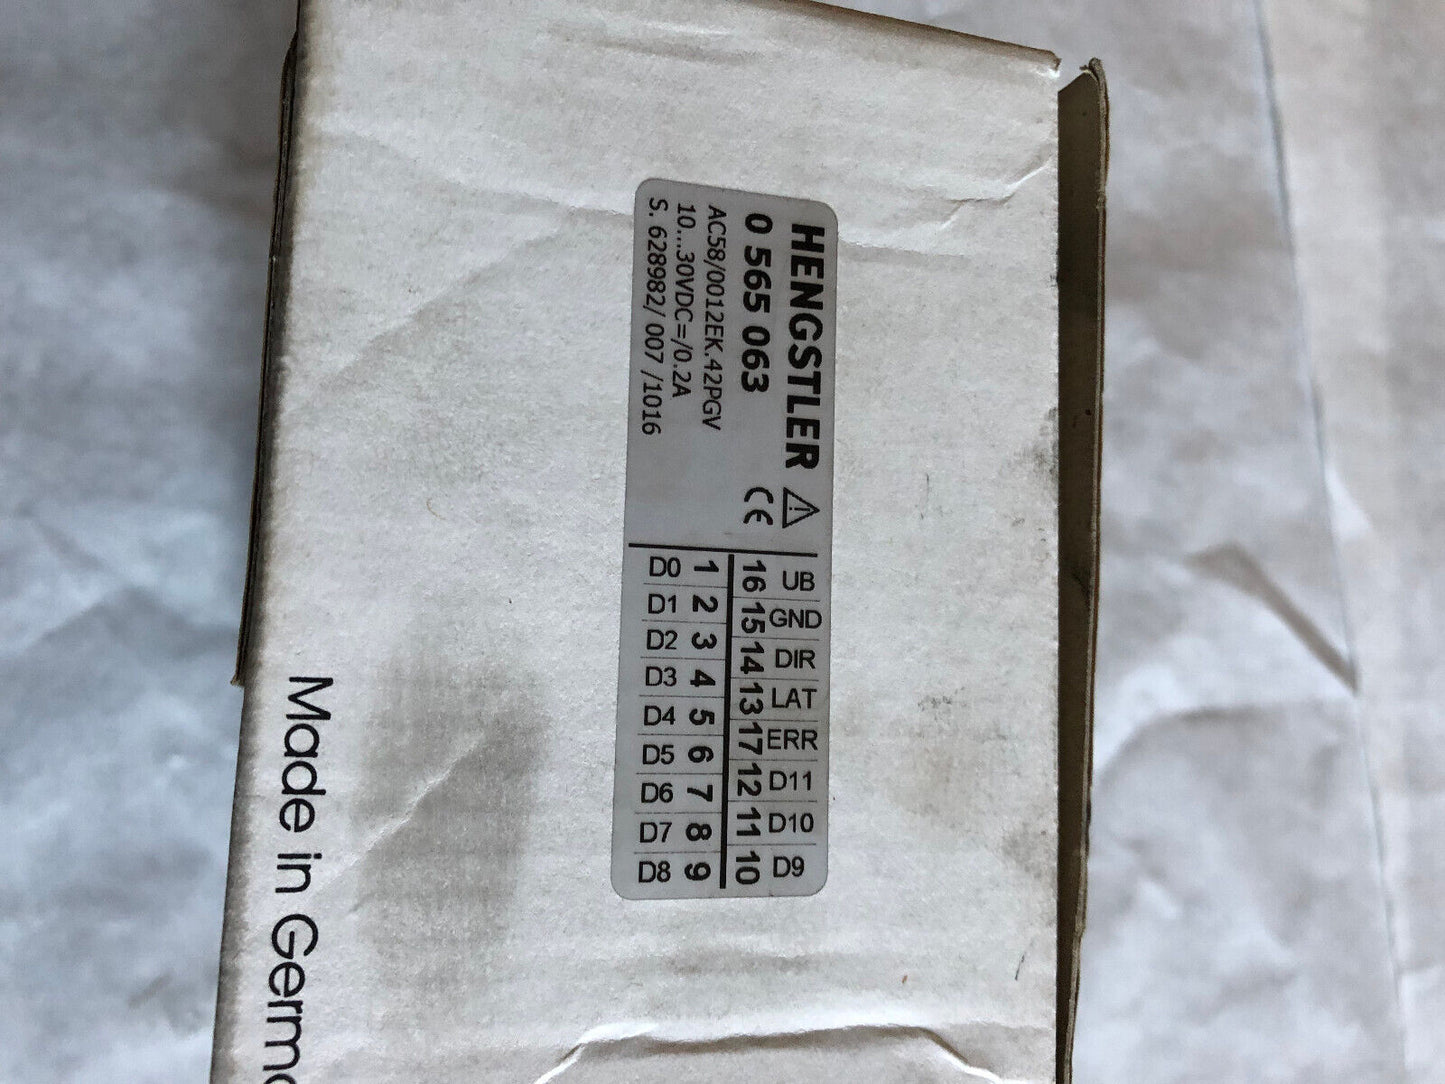 HENGSTLER
0 565 063
CE
AC58/0012EK.42PGV
10...30VDC=/0.2A
S. 628982/ 007 /1016
UB GND DIR LAT ERR D11 D10 D9
16 15 14 13 17 12 11 10
1 2 3 4 5 6 7 8 9
D0 D1 D2 D3 D4 D5 D6 D7 D8
Made in Germa